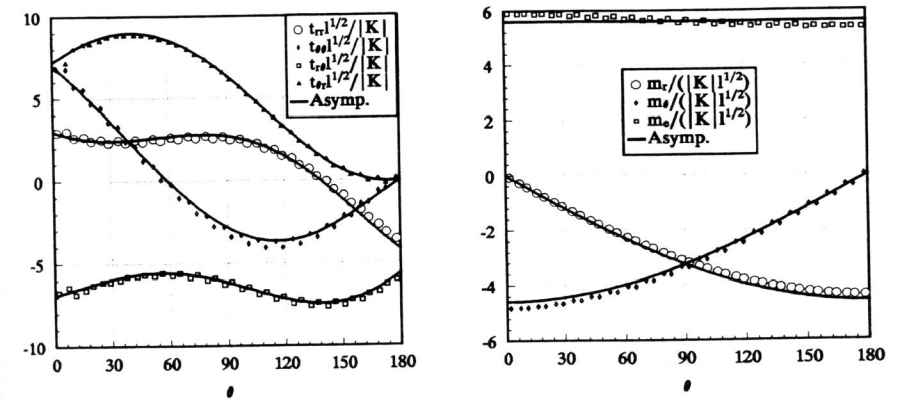 10
5
0
-5
-10
0 30 60 90 120 150 180
θ
t_rr l^1/2/|K|
t_θθ l^1/2/|K|
t_rθ l^1/2/|K|
t_θr l^1/2/|K|
Asymp.
6
4
2
0
-2
-4
-6
0 30 60 90 120 150 180
θ
m_r/(|K|l^1/2)
m_θ/(|K|l^1/2)
m_e/(|K|l^1/2)
Asymp.